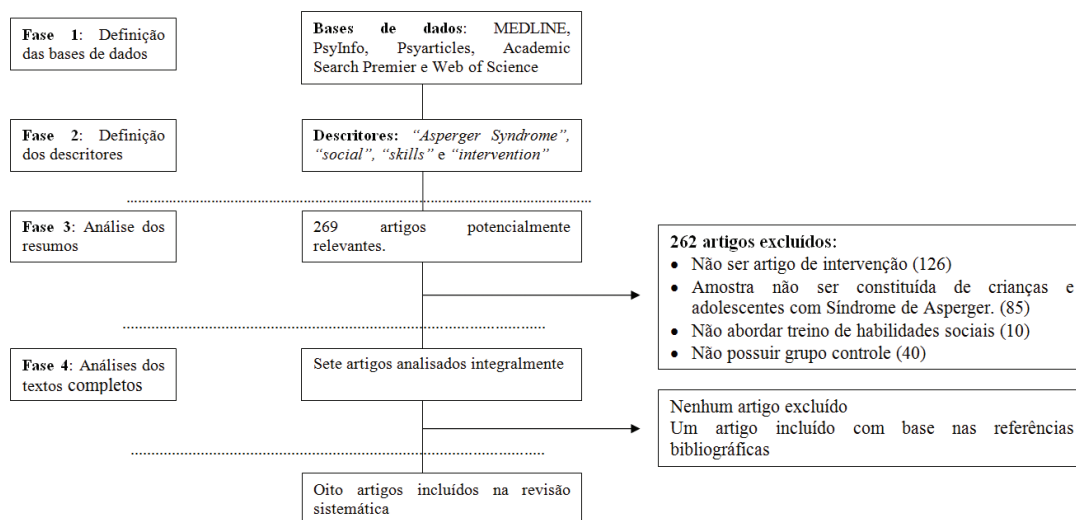 Fase 1: Definição
das bases de dados
Bases de dados: MEDLINE,
PsyInfo, Psyarticles, Academic
Search Premier e Web of Science
Fase 2: Definição
dos descritores
Descritores: “Asperger Syndrome”,
“social”, “skills” e “intervention”
Fase 3: Análise dos
resumos
269 artigos potencialmente
relevantes.
262 artigos excluídos:
• Não ser artigo de intervenção (126)
• Amostra não ser constituída de crianças e
adolescentes com Síndrome de Asperger. (85)
• Não abordar treino de habilidades sociais (10)
• Não possuir grupo controle (40)
Fase 4: Análises dos
textos completos
Sete artigos analisados integralmente
Nenhum artigo excluído
Um artigo incluído com base nas referências
bibliográficas
Oito artigos incluídos na revisão
sistemática